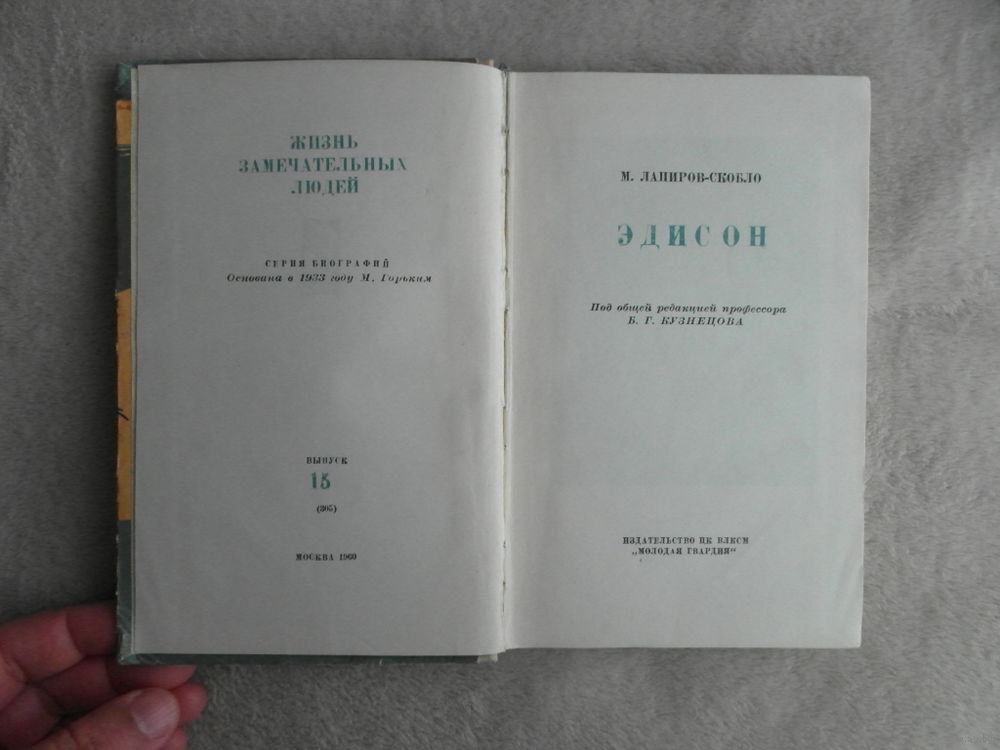 ЖИЗНЬ
ЗАМЕЧАТЕЛЬНЫХ
ЛЮДЕЙ
СЕРИЯ БИОГРАФИЙ
Основана в 1933 году М. Горьким
ВЫПУСК
15
(305)
МОСКВА 1960
М. ЛАПИРОВ-СКОБЛО
ЭДИСОН
Под общей редакцией профессора
Б. Г. КУЗНЕЦОВА
ИЗДАТЕЛЬСТВО ЦК ВЛКСМ
„МОЛОДАЯ ГВАРДИЯ“